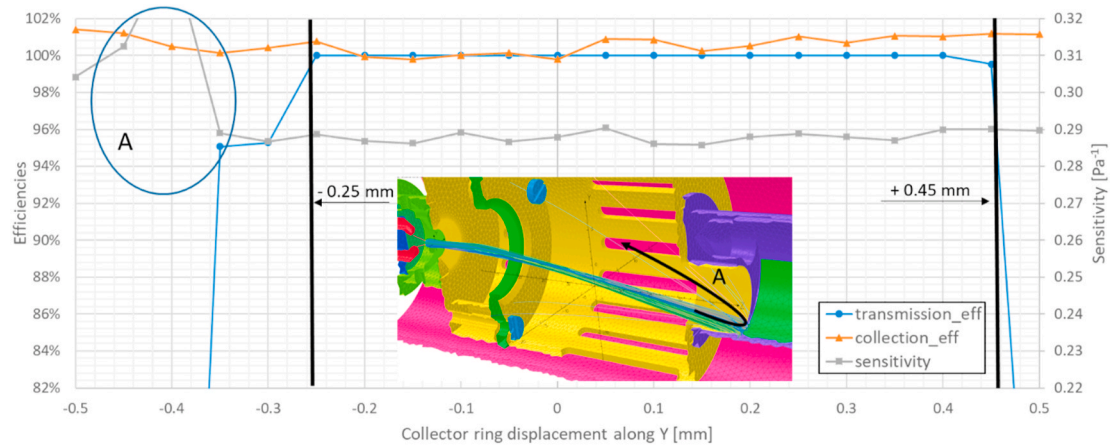 102%
100%
98%
96%
94%
92%
90%
88%
86%
84%
82%
Efficiencies
0.32
0.31
0.30
0.29
0.28
0.27
0.26
0.25
0.24
0.23
0.22
Sensitivity [Pa⁻¹]
A
- 0.25 mm
+ 0.45 mm
A
transmission_eff
collection_eff
sensitivity
-0.5 -0.4 -0.3 -0.2 -0.1 0 0.1 0.2 0.3 0.4 0.5
Collector ring displacement along Y [mm]